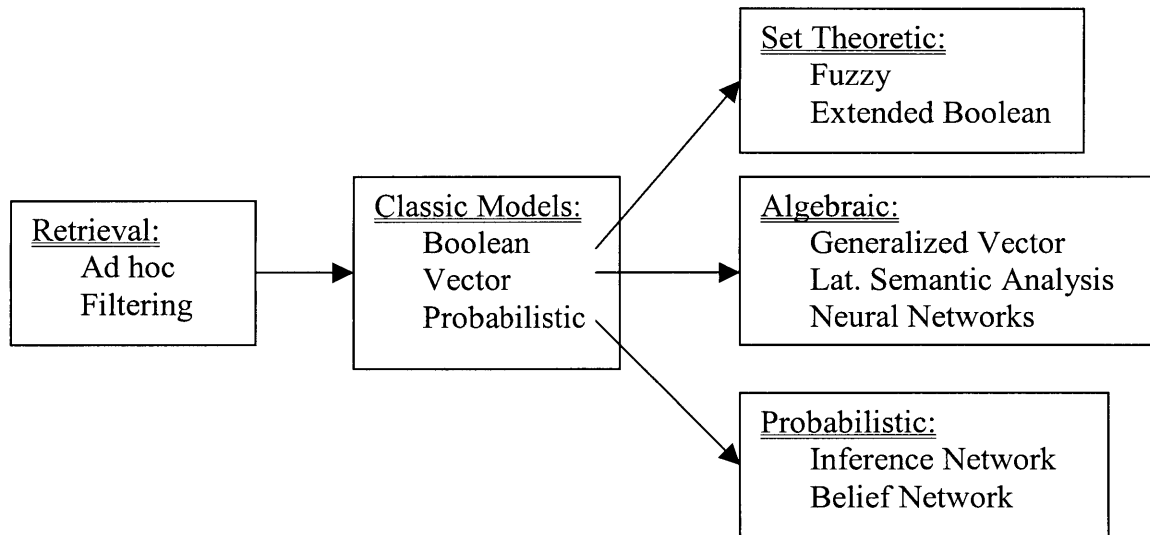 Retrieval:
Ad hoc
Filtering
Classic Models:
Boolean
Vector
Probabilistic
Set Theoretic:
Fuzzy
Extended Boolean
Algebraic:
Generalized Vector
Lat. Semantic Analysis
Neural Networks
Probabilistic:
Inference Network
Belief Network